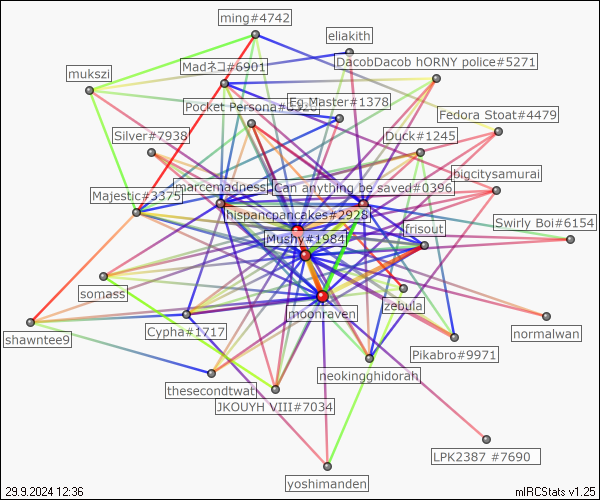 ming#4742
eliakith
DacobDacob hORNY police#5271
Madネコ#6901
mukszi
Eg.Master#1378
Pocket Persona#
Fedora Stoat#4479
Silver#7938
Duck#1245
bigcitysamurai
marcemadness
Can anything be saved#0396
Majestic#3375
hispancpancakes#2928
Swirly Boi#6154
frisout
Mushy#1984
somass
zebula
moonraven
normalwan
Cypha#1717
shawntee9
Pikabro#9971
neokingghidorah
thesecondtwat
JKOUYH VIII#7034
LPK2387 #7690
yoshimanden
29.9.2024 12:36
mIRCStats v1.25